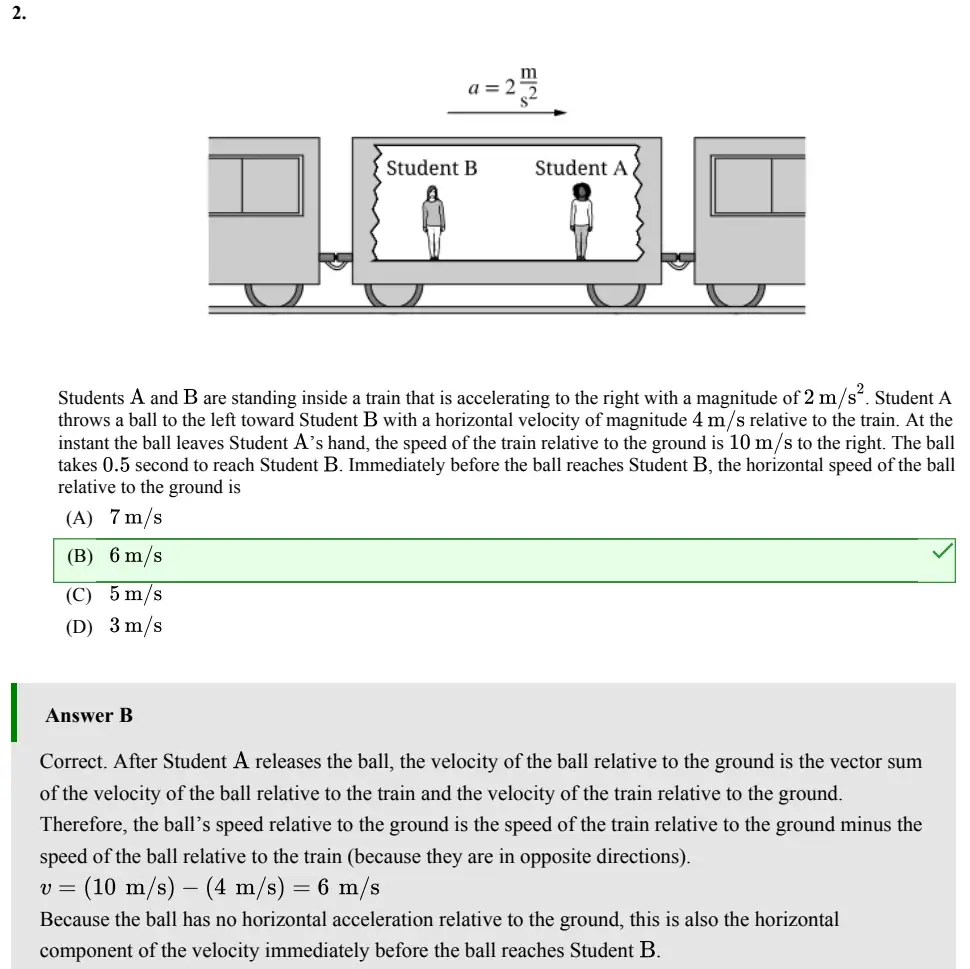 2.
a = 2 m/s²
Student B Student A
Students A and B are standing inside a train that is accelerating to the right with a magnitude of 2 m/s². Student A
throws a ball to the left toward Student B with a horizontal velocity of magnitude 4 m/s relative to the train. At the
instant the ball leaves Student A's hand, the speed of the train relative to the ground is 10 m/s to the right. The ball
takes 0.5 second to reach Student B. Immediately before the ball reaches Student B, the horizontal speed of the ball
relative to the ground is
(A) 7 m/s
(B) 6 m/s
(C) 5 m/s
(D) 3 m/s
Answer B
Correct. After Student A releases the ball, the velocity of the ball relative to the ground is the vector sum
of the velocity of the ball relative to the train and the velocity of the train relative to the ground.
Therefore, the ball's speed relative to the ground is the speed of the train relative to the ground minus the
speed of the ball relative to the train (because they are in opposite directions).
v = (10 m/s) − (4 m/s) = 6 m/s
Because the ball has no horizontal acceleration relative to the ground, this is also the horizontal
component of the velocity immediately before the ball reaches Student B.